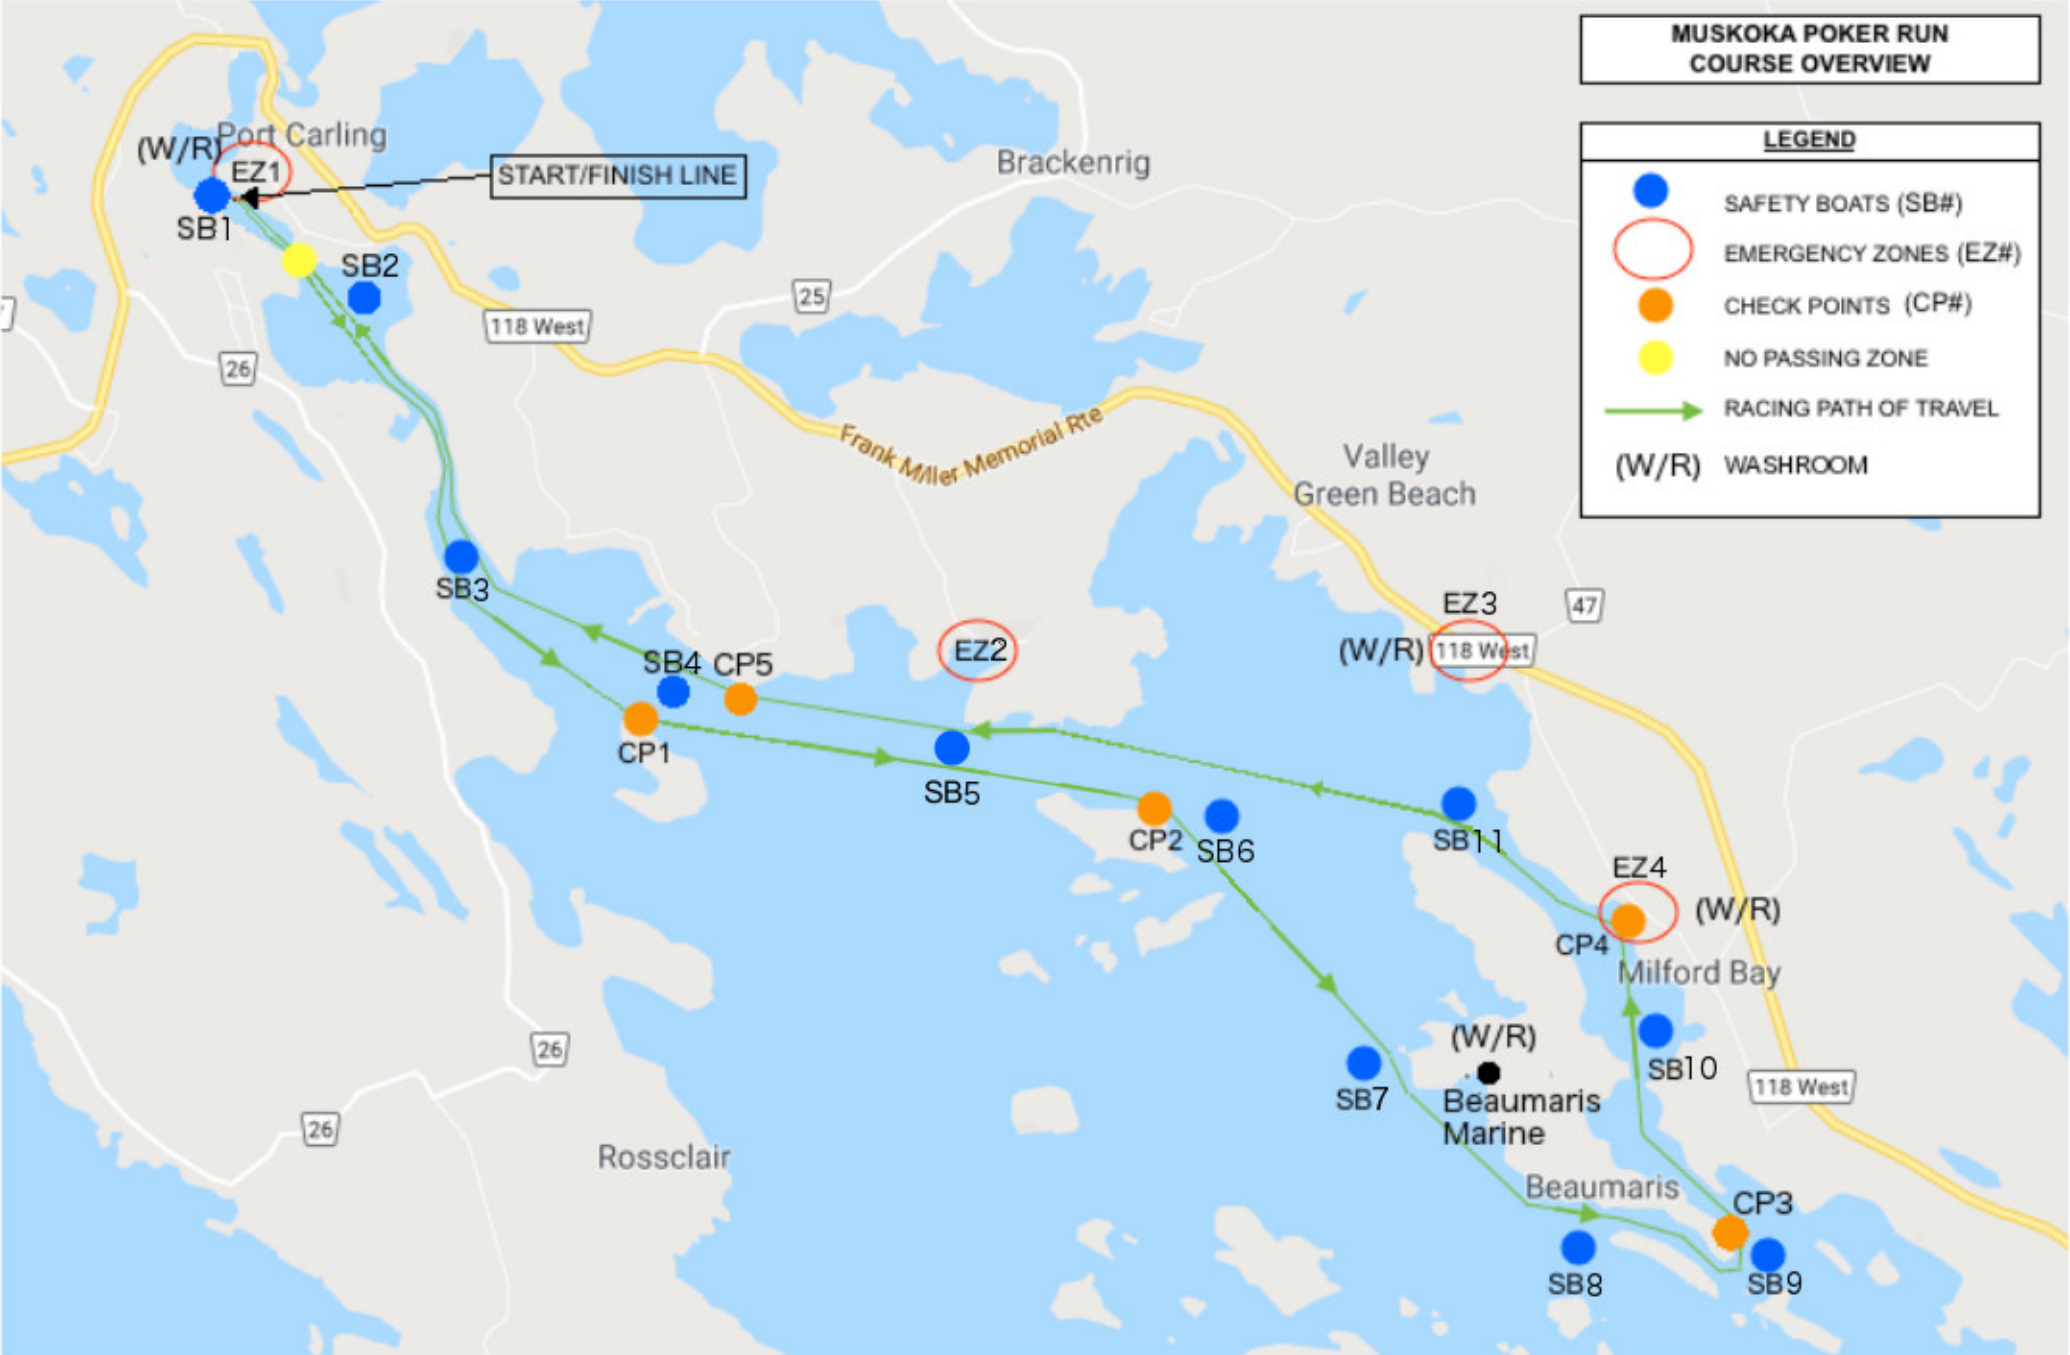 MUSKOKA POKER RUN
COURSE OVERVIEW
LEGEND
SAFETY BOATS (SB#)
EMERGENCY ZONES (EZ#)
CHECK POINTS (CP#)
NO PASSING ZONE
RACING PATH OF TRAVEL
(W/R) WASHROOM
Port Carling
(W/R)
EZ1
START/FINISH LINE
SB1
SB2
Brackenrig
25
118 West
26
Frank Miller Memorial Rte
Valley
Green Beach
SB3
47
EZ3
(W/R)
118 West
EZ2
SB4
CP5
CP1
SB5
CP2
SB6
SB11
EZ4
(W/R)
CP4
Milford Bay
(W/R)
SB7
Beaumaris
Marine
SB10
118 West
26
26
Rossclair
Beaumaris
CP3
SB8
SB9